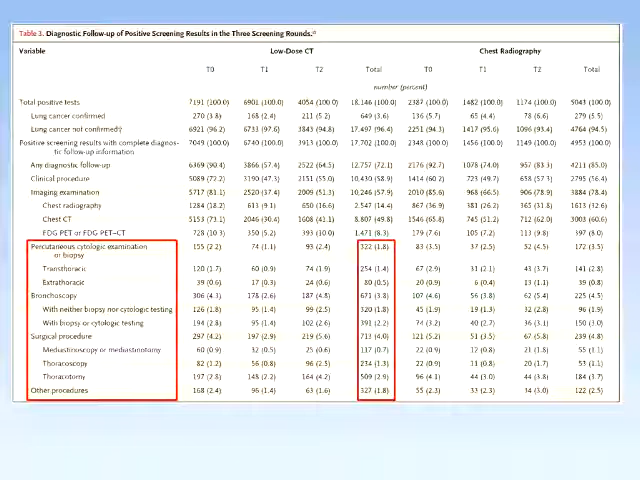 Table 3. Diagnostic Follow-up of Positive Screening Results in the Three Screening Rounds.*
Variable Low-Dose CT Chest Radiography
T0 T1 T2 Total T0 T1 T2 Total
number (percent)
Total positive tests 7191 (100.0) 6901 (100.0) 4054 (100.0) 18,146 (100.0) 2387 (100.0) 1482 (100.0) 1174 (100.0) 5043 (100.0)
Lung cancer confirmed 270 (3.8) 168 (2.4) 211 (5.2) 649 (3.6) 136 (5.7) 65 (4.4) 78 (6.6) 279 (5.5)
Lung cancer not confirmed† 6921 (96.2) 6733 (97.6) 3843 (94.8) 17,497 (96.4) 2251 (94.3) 1417 (95.6) 1096 (93.4) 4764 (94.5)
Positive screening results with complete diagnos- 7049 (100.0) 6740 (100.0) 3913 (100.0) 17,702 (100.0) 2348 (100.0) 1456 (100.0) 1149 (100.0) 4953 (100.0)
tic follow-up information
Any diagnostic follow-up 6369 (90.4) 3866 (57.4) 2522 (64.5) 12,757 (72.1) 2176 (92.7) 1078 (74.0) 957 (83.3) 4211 (85.0)
Clinical procedure 5089 (72.2) 3190 (47.3) 2151 (55.0) 10,430 (58.9) 1414 (60.2) 723 (49.7) 658 (57.3) 2795 (56.4)
Imaging examination 5717 (81.1) 2520 (37.4) 2009 (51.3) 10,246 (57.9) 2010 (85.6) 968 (66.5) 906 (78.9) 3884 (78.4)
Chest radiography 1284 (18.2) 613 (9.1) 650 (16.6) 2,547 (14.4) 867 (36.9) 381 (26.2) 365 (31.8) 1613 (32.6)
Chest CT 5153 (73.1) 2046 (30.4) 1608 (41.1) 8,807 (49.8) 1546 (65.8) 745 (51.2) 712 (62.0) 3003 (60.6)
FDG PET or FDG PET–CT 728 (10.3) 350 (5.2) 393 (10.0) 1,471 (8.3) 179 (7.6) 105 (7.2) 113 (9.8) 397 (8.0)
Percutaneous cytologic examination 155 (2.2) 74 (1.1) 93 (2.4) 322 (1.8) 83 (3.5) 37 (2.5) 52 (4.5) 172 (3.5)
or biopsy
Transthoracic 120 (1.7) 60 (0.9) 74 (1.9) 254 (1.4) 67 (2.9) 31 (2.1) 43 (3.7) 141 (2.8)
Extrathoracic 39 (0.6) 17 (0.3) 24 (0.6) 80 (0.5) 20 (0.9) 6 (0.4) 13 (1.1) 39 (0.8)
Bronchoscopy 306 (4.3) 178 (2.6) 187 (4.8) 671 (3.8) 107 (4.6) 56 (3.8) 62 (5.4) 225 (4.5)
With neither biopsy nor cytologic testing 126 (1.8) 95 (1.4) 99 (2.5) 320 (1.8) 45 (1.9) 19 (1.3) 32 (2.8) 96 (1.9)
With biopsy or cytologic testing 194 (2.8) 95 (1.4) 102 (2.6) 391 (2.2) 74 (3.2) 40 (2.7) 36 (3.1) 150 (3.0)
Surgical procedure 297 (4.2) 197 (2.9) 219 (5.6) 713 (4.0) 121 (5.2) 51 (3.5) 67 (5.8) 239 (4.8)
Mediastinoscopy or mediastinotomy 60 (0.9) 32 (0.5) 25 (0.6) 117 (0.7) 22 (0.9) 12 (0.8) 21 (1.8) 55 (1.1)
Thoracoscopy 82 (1.2) 56 (0.8) 96 (2.5) 234 (1.3) 22 (0.9) 11 (0.8) 20 (1.7) 53 (1.1)
Thoracotomy 197 (2.8) 148 (2.2) 164 (4.2) 509 (2.9) 96 (4.1) 44 (3.0) 44 (3.8) 184 (3.7)
Other procedures 168 (2.4) 96 (1.4) 63 (1.6) 327 (1.8) 55 (2.3) 33 (2.3) 34 (3.0) 122 (2.5)